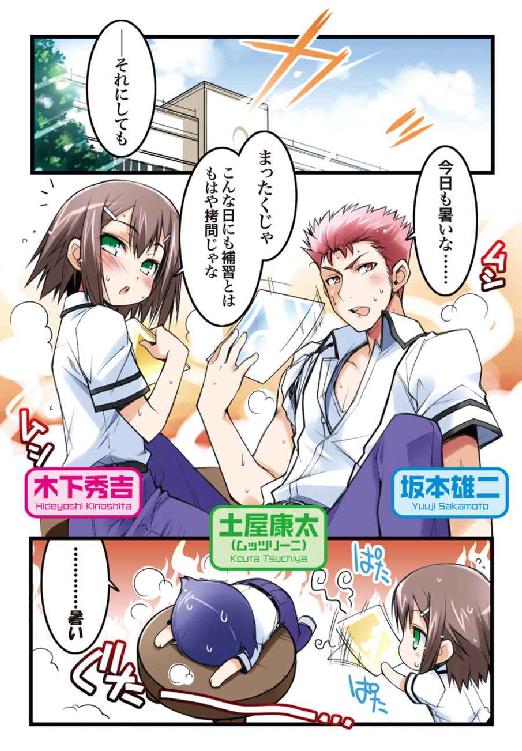 カッ
――それにしても
今日も暑いな……
まったくじゃ
こんな日にも補習とは
もはや拷問じゃな
ムシ
ムシ
木下秀吉
Hideyoshi Kinoshita
坂本雄二
Yuuji Sakamoto
土屋康太
(ムッツリーニ)
Kouta Tsuchiya
…………暑い
ぱた
ぱた
ぐた